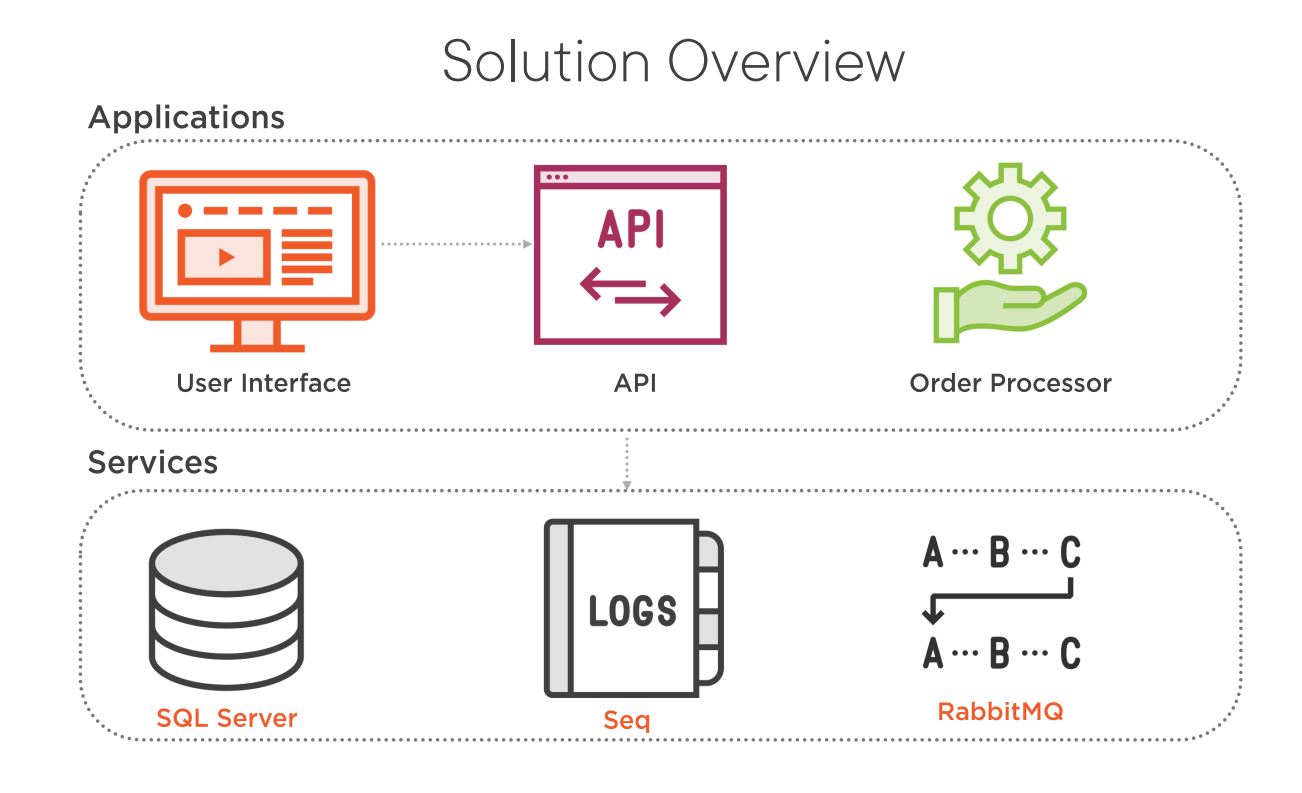 Solution Overview
Applications
API
User Interface
API
Order Processor
Services
A ... B ... C
LOGS
A ... B ... C
SQL Server
Seq
RabbitMQ